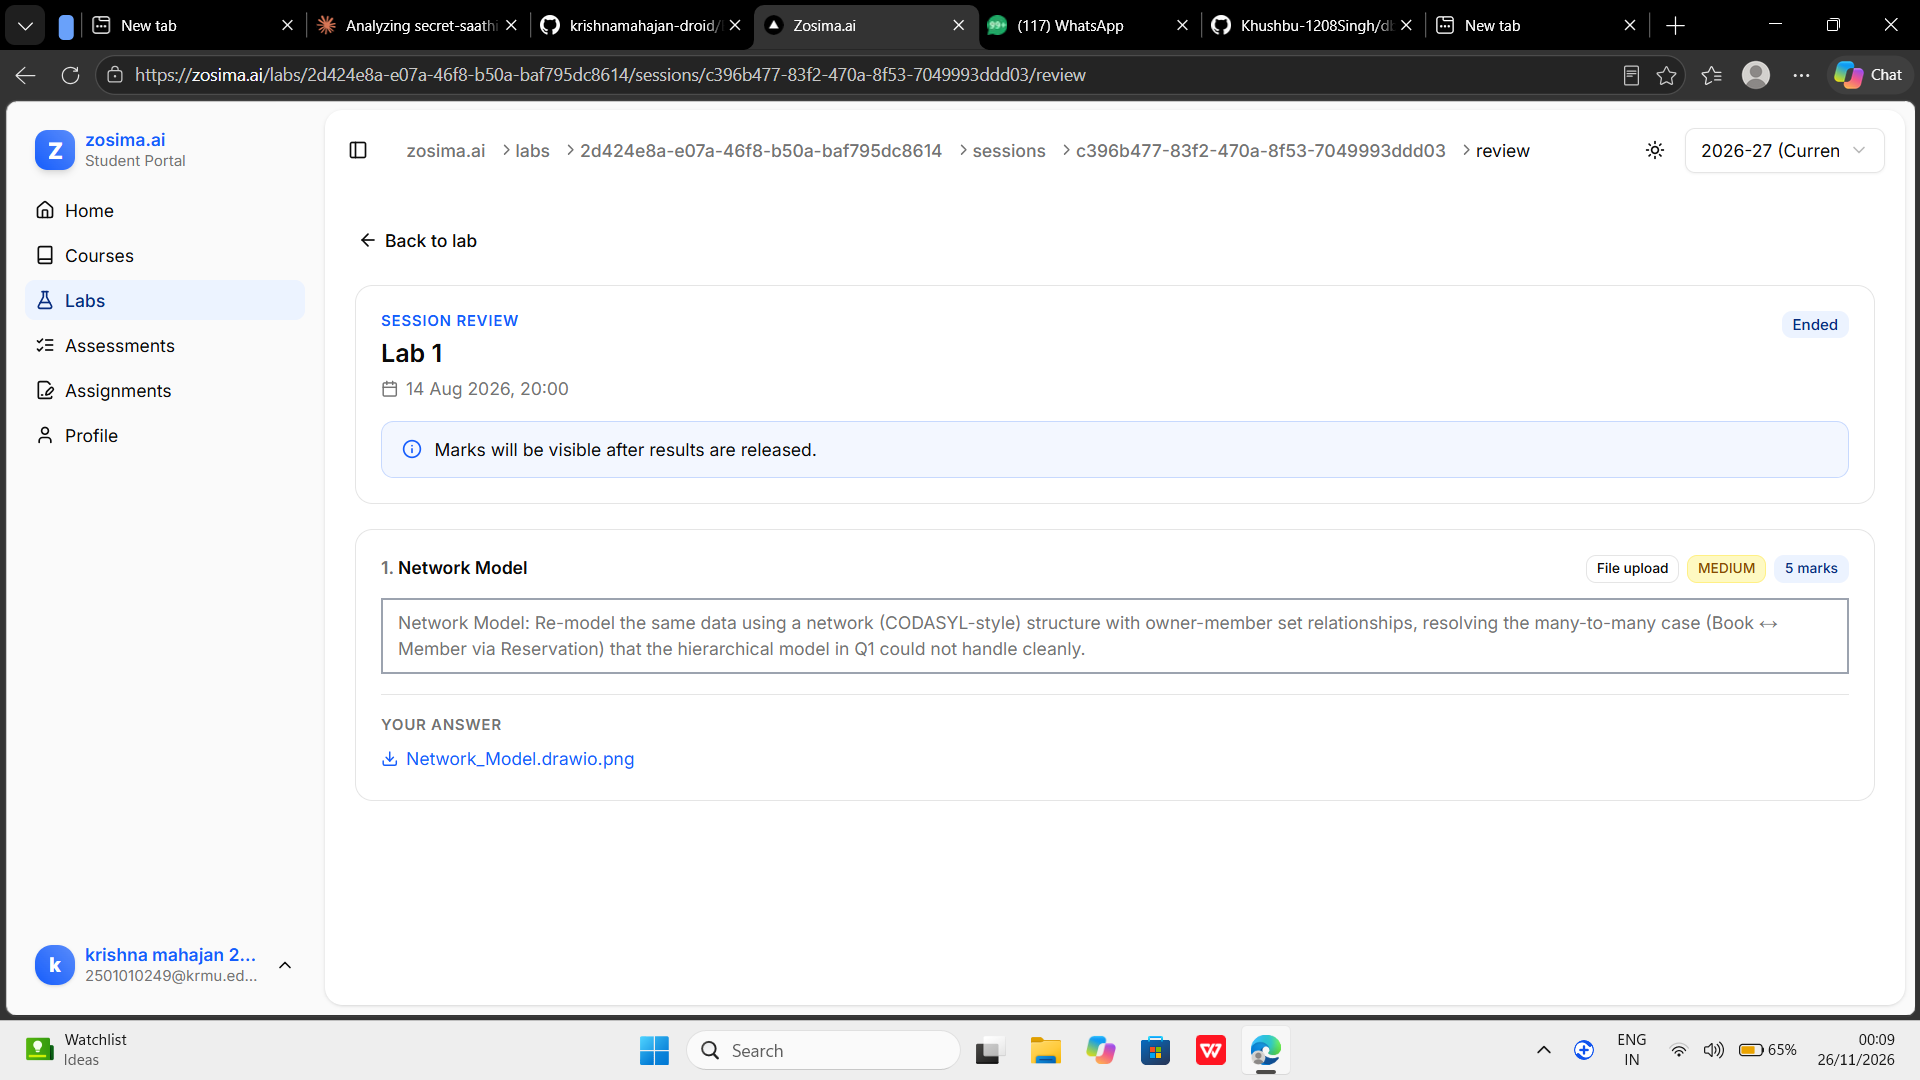 New tab
Analyzing secret-saathi
krishnamahajan-droid/
Zosima.ai
(117) WhatsApp
Khushbu-1208Singh/db
New tab
https://zosima.ai/labs/2d424e8a-e07a-46f8-b50a-baf795dc8614/sessions/c396b477-83f2-470a-8f53-7049993ddd03/review
Chat
Z
zosima.ai
Student Portal
Home
Courses
Labs
Assessments
Assignments
Profile
zosima.ai > labs > 2d424e8a-e07a-46f8-b50a-baf795dc8614 > sessions > c396b477-83f2-470a-8f53-7049993ddd03 > review
2026-27 (Curren
← Back to lab
SESSION REVIEW
Ended
Lab 1
14 Aug 2026, 20:00
Marks will be visible after results are released.
1. Network Model
File upload
MEDIUM
5 marks
Network Model: Re-model the same data using a network (CODASYL-style) structure with owner-member set relationships, resolving the many-to-many case (Book ↔
Member via Reservation) that the hierarchical model in Q1 could not handle cleanly.
YOUR ANSWER
Network_Model.drawio.png
k
krishna mahajan 2...
2501010249@krmu.ed...
Watchlist
Ideas
Search
ENG
IN
65%
00:09
26/11/2026